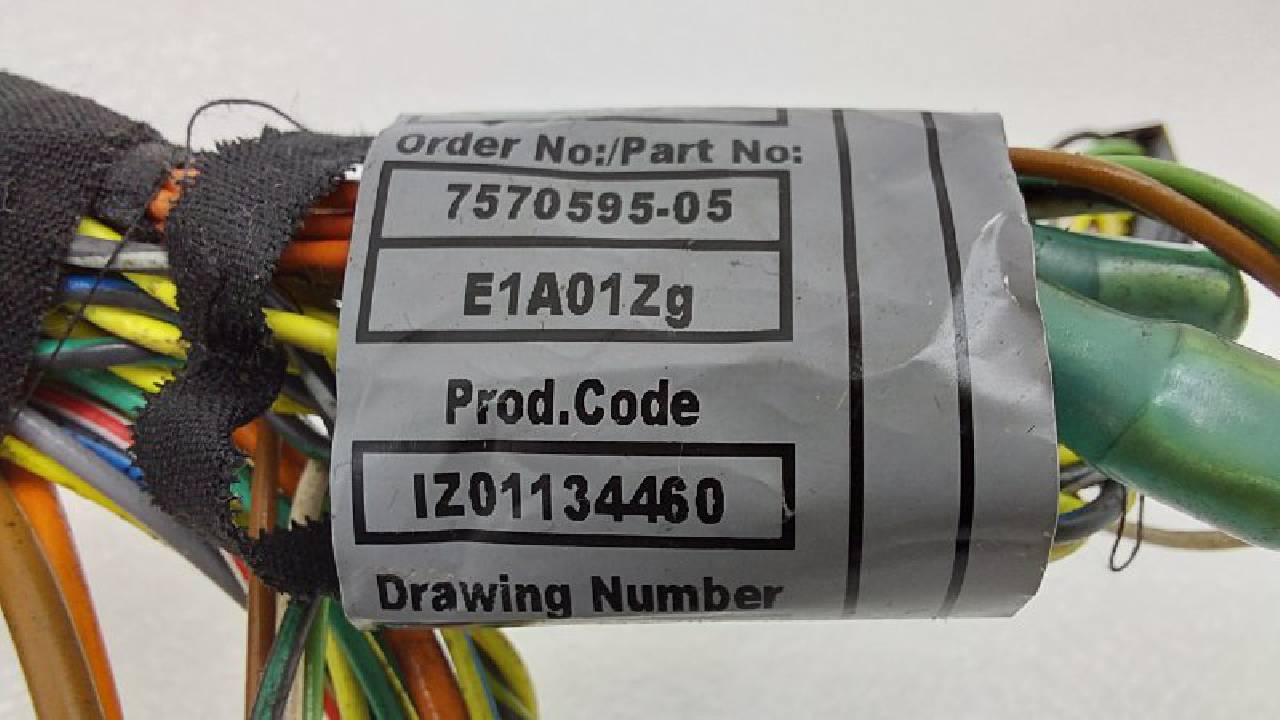 Order No:/Part No:
7570595-05
E1A01Zg
Prod.Code
IZ01134460
Drawing Number